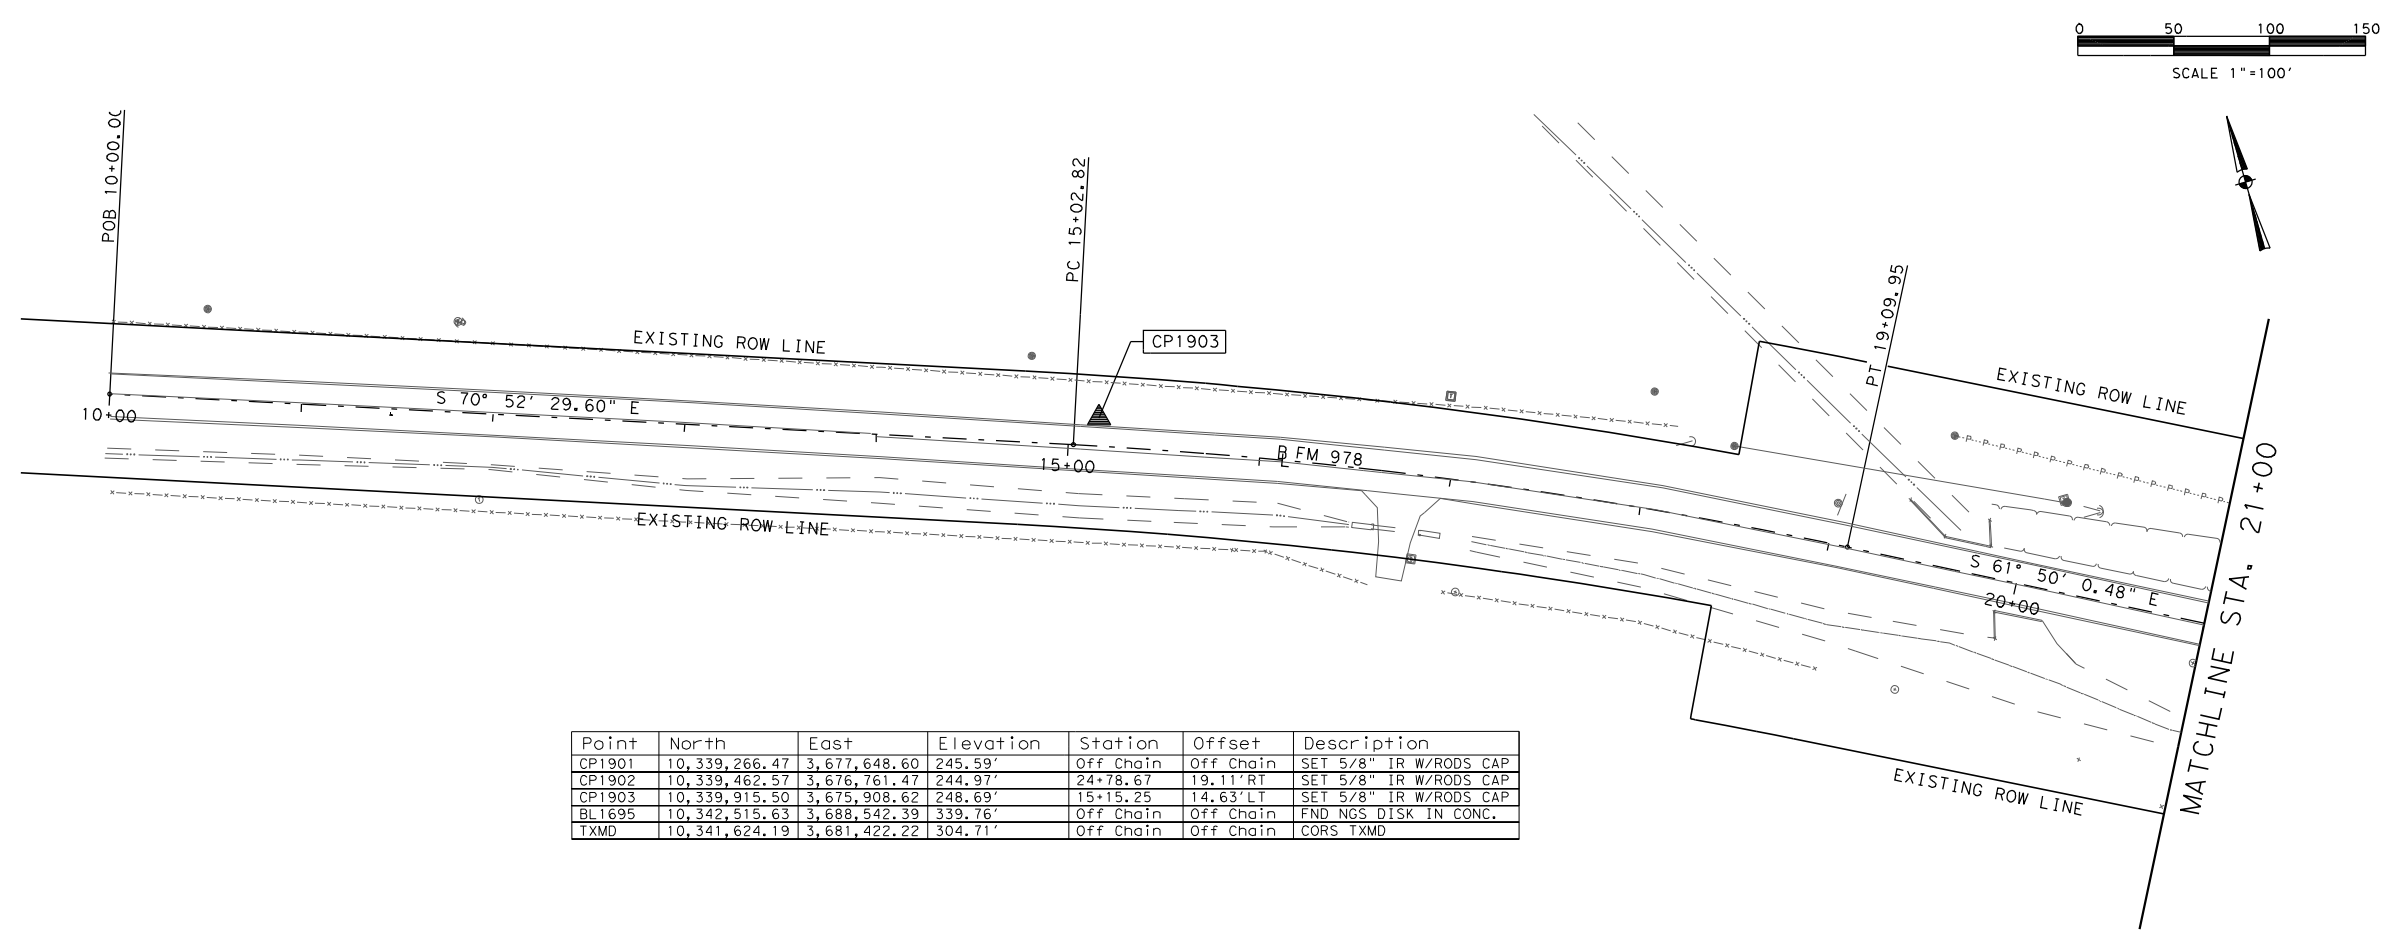 0 50 100 150
SCALE 1"=100'
POB 10+00.00
PC 15+02.82
PT 19+09.95
CP1903
EXISTING ROW LINE
EXISTING ROW LINE
S 70° 52' 29.60" E
10+00
15+00
FM 978
EXISTING ROW LINE
S 61° 50' 0.48" E
20+00
MATCHLINE STA. 21+00
EXISTING ROW LINE
Point North East Elevation Station Offset Description
CP1901 10,339,266.47 3,677,648.60 245.59' Off Chain Off Chain SET 5/8" IR W/RODS CAP
CP1902 10,339,462.57 3,676,761.47 244.97' 24+78.67 19.11'RT SET 5/8" IR W/RODS CAP
CP1903 10,339,915.50 3,675,908.62 248.69' 15+15.25 14.63'LT SET 5/8" IR W/RODS CAP
BL1695 10,342,515.63 3,688,542.39 339.76' Off Chain Off Chain FND NGS DISK IN CONC.
TXMD 10,341,624.19 3,681,422.22 304.71' Off Chain Off Chain CORS TXMD